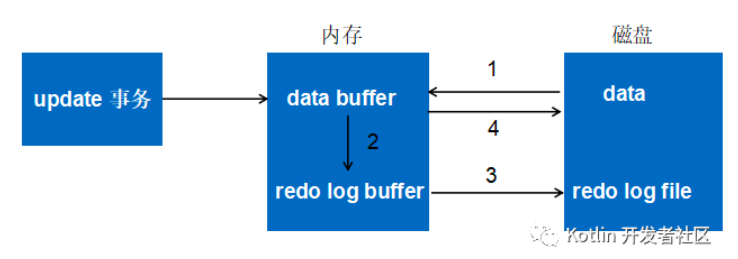 内存
磁盘
update 事务
data buffer
1
data
4
2
redo log buffer
3
redo log file
Kotlin 开发者社区